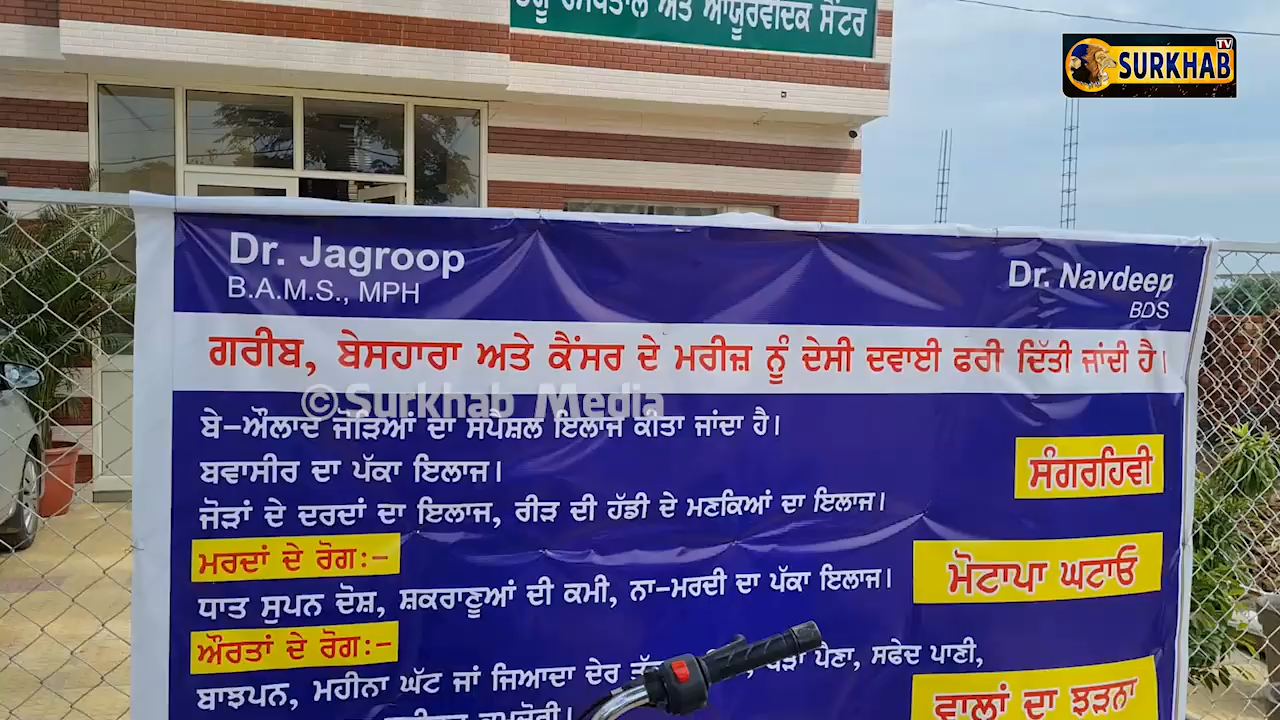 ਹਸਪਤਾਲ ਅਤੇ ਆਯੂਰਵੈਦਿਕ ਸੈਂਟਰ
SURKHAB TV
Dr. Jagroop
B.A.M.S., MPH
Dr. Navdeep
BDS
ਗਰੀਬ, ਬੇਸਹਾਰਾ ਅਤੇ ਕੈਂਸਰ ਦੇ ਮਰੀਜ਼ ਨੂੰ ਦੇਸੀ ਦਵਾਈ ਫਰੀ ਦਿੱਤੀ ਜਾਂਦੀ ਹੈ।
©Surkhab Media
ਬੇ-ਔਲਾਦ ਜੋੜਿਆਂ ਦਾ ਸਪੈਸ਼ਲ ਇਲਾਜ ਕੀਤਾ ਜਾਂਦਾ ਹੈ।
ਬਵਾਸੀਰ ਦਾ ਪੱਕਾ ਇਲਾਜ।
ਸੰਗਰਹਿਵੀ
ਜੋੜਾਂ ਦੇ ਦਰਦਾਂ ਦਾ ਇਲਾਜ, ਰੀੜ ਦੀ ਹੱਡੀ ਦੇ ਮਣਕਿਆਂ ਦਾ ਇਲਾਜ।
ਮਰਦਾਂ ਦੇ ਰੋਗ:-
ਮੋਟਾਪਾ ਘਟਾਓ
ਧਾਤ ਸੁਪਨ ਦੋਸ਼, ਸ਼ਕਰਾਣੂਆਂ ਦੀ ਕਮੀ, ਨਾ-ਮਰਦੀ ਦਾ ਪੱਕਾ ਇਲਾਜ।
ਔਰਤਾਂ ਦੇ ਰੋਗ:-
ਬਾਝਪਨ, ਮਹੀਨਾ ਘੱਟ ਜਾਂ ਜਿਆਦਾ ਦੇਰ ਪੈਣਾ, ਸਫੇਦ ਪਾਣੀ,
ਵਾਲਾਂ ਦਾ ਝੜਨਾ
ਕਮਜ਼ੋਰੀ।